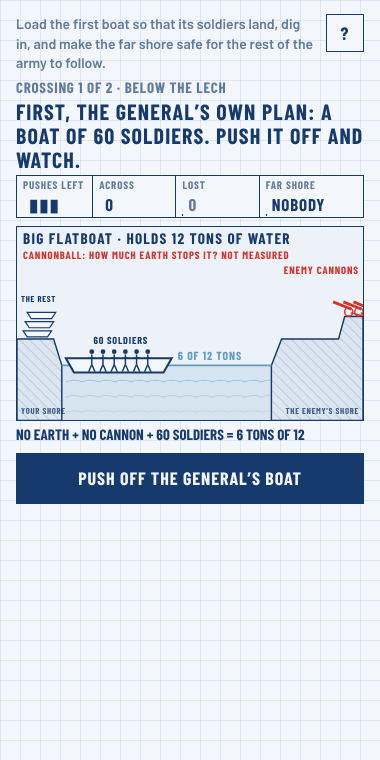 Load the first boat so that its soldiers land, dig
in, and make the far shore safe for the rest of the
army to follow.
?
CROSSING 1 OF 2 · BELOW THE LECH
FIRST, THE GENERAL’S OWN PLAN: A
BOAT OF 60 SOLDIERS. PUSH IT OFF AND
WATCH.
PUSHES LEFT
ACROSS
0
LOST
0
FAR SHORE
NOBODY
BIG FLATBOAT · HOLDS 12 TONS OF WATER
CANNONBALL: HOW MUCH EARTH STOPS IT? NOT MEASURED
ENEMY CANNONS
THE REST
60 SOLDIERS
6 OF 12 TONS
YOUR SHORE
THE ENEMY’S SHORE
NO EARTH + NO CANNON + 60 SOLDIERS = 6 TONS OF 12
PUSH OFF THE GENERAL’S BOAT